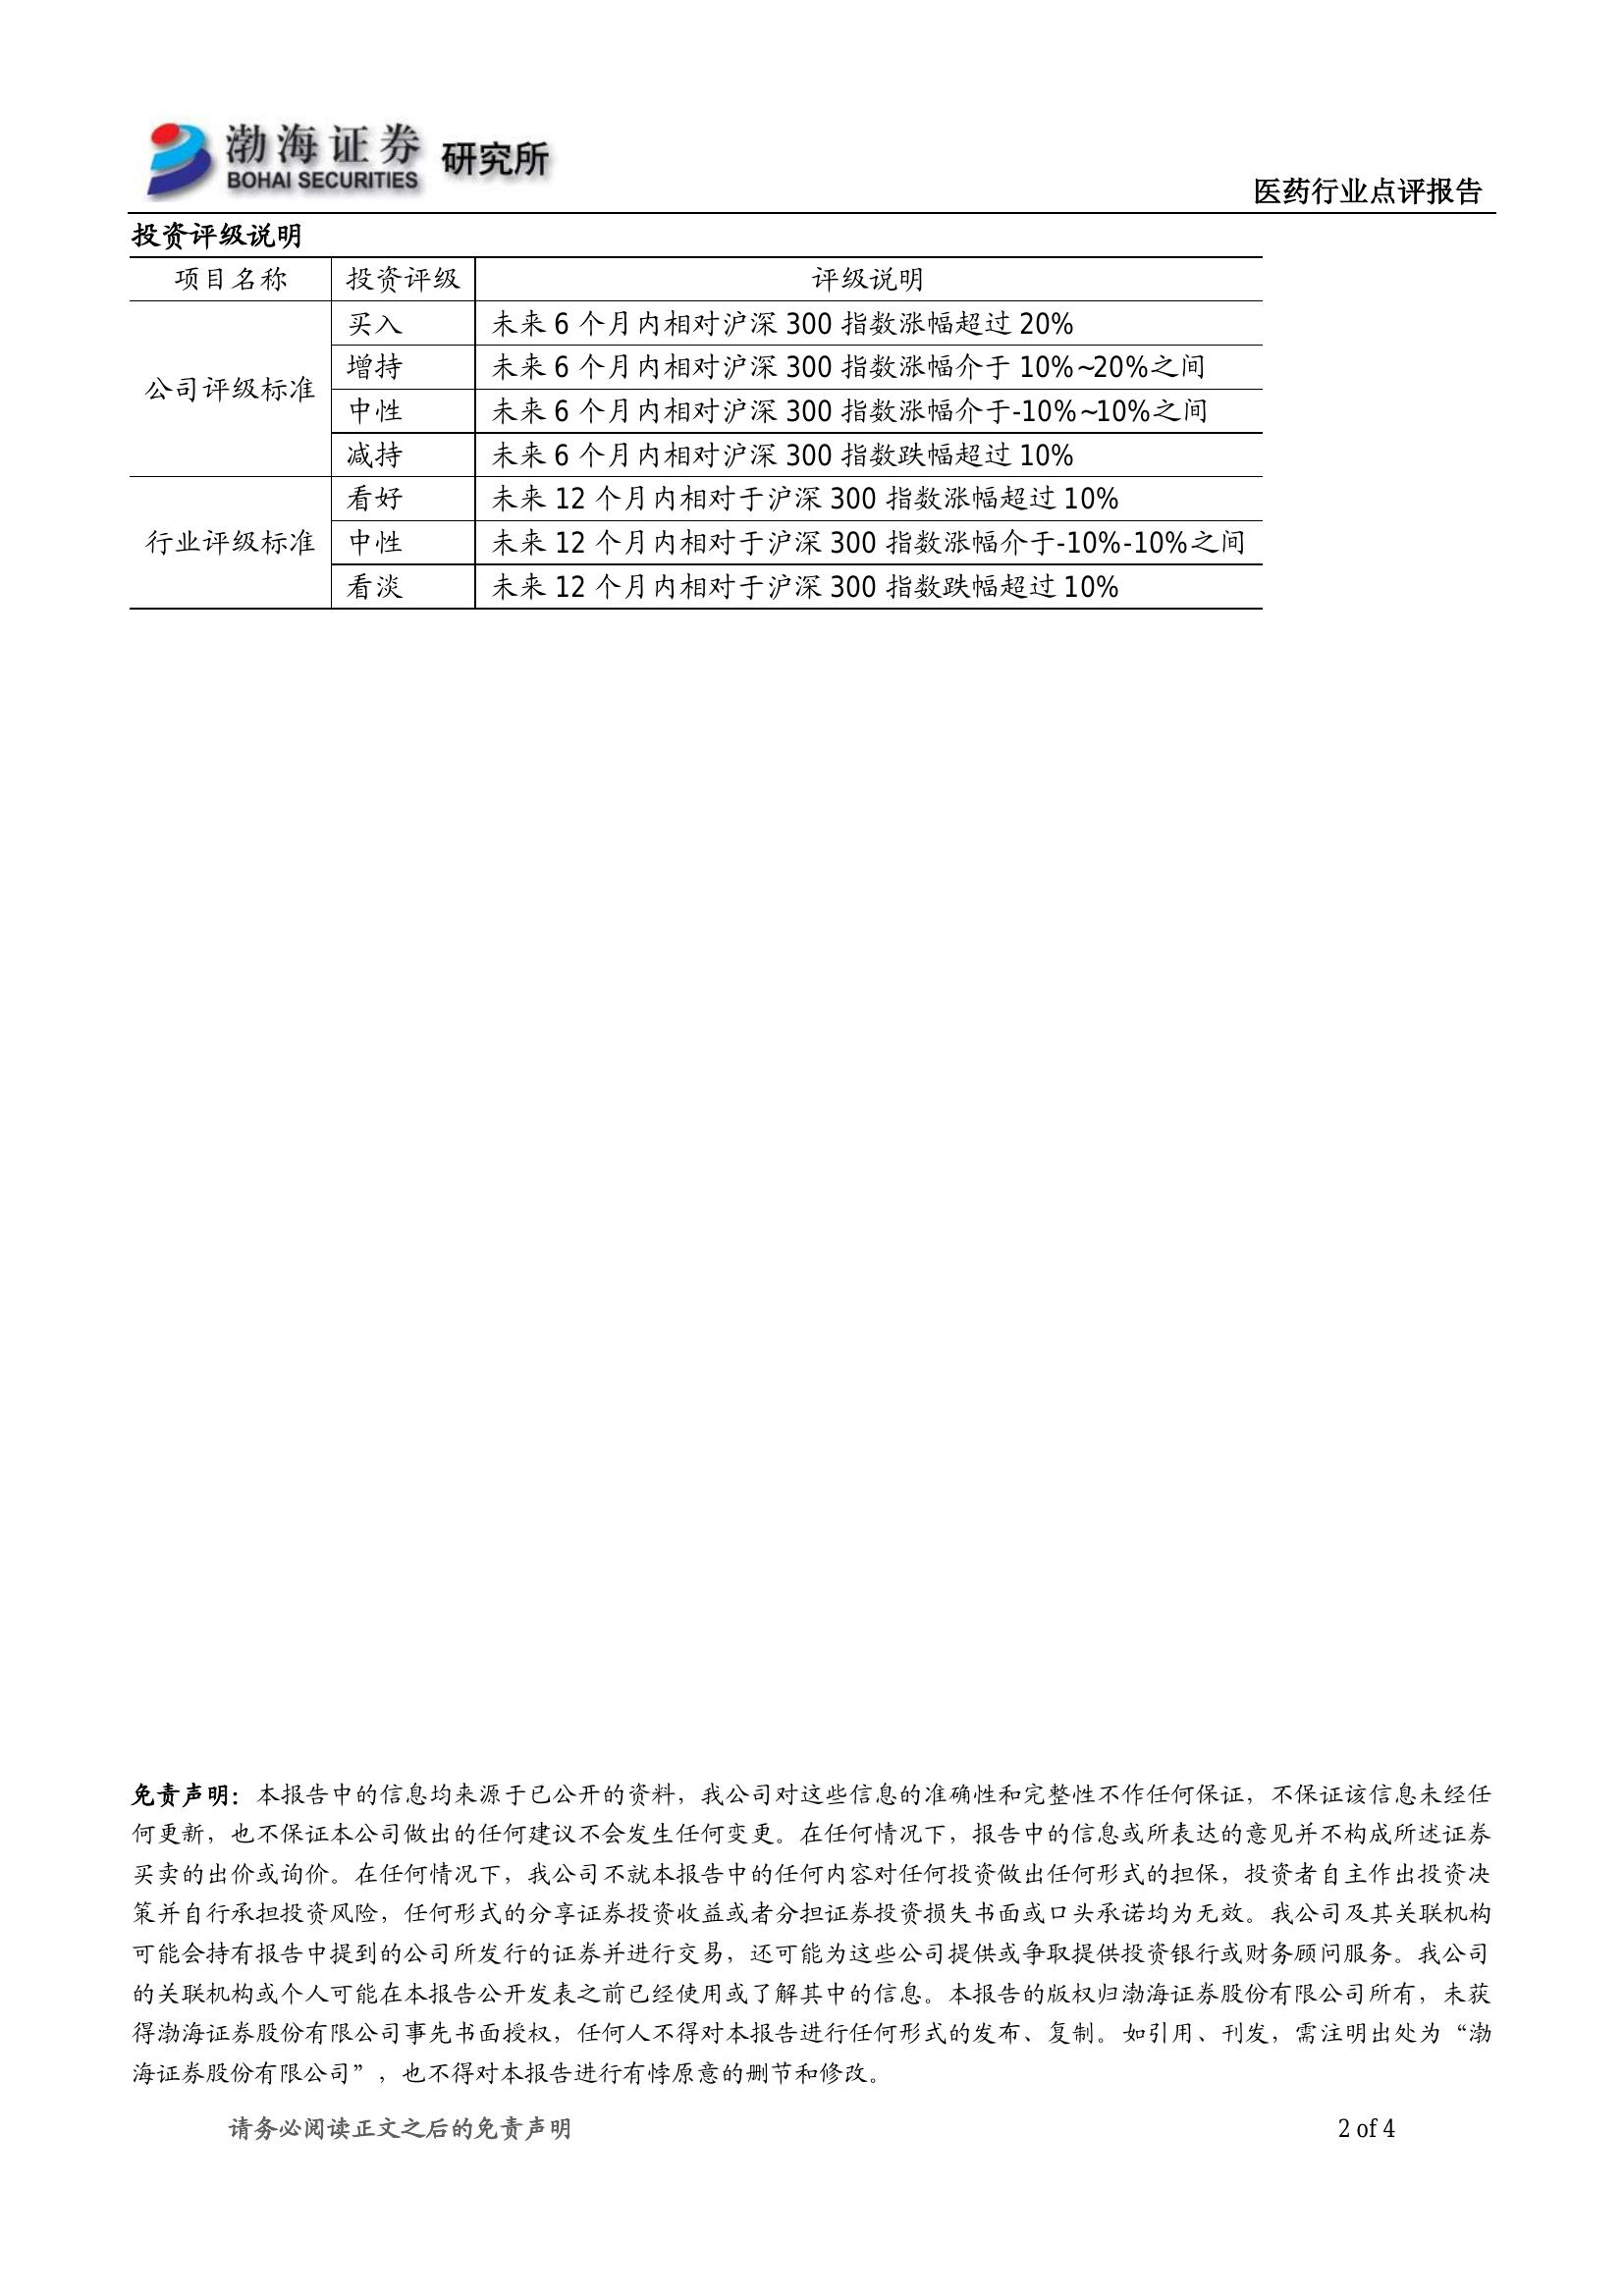 渤海证券 研究所
BOHAI SECURITIES
医药行业点评报告
投资评级说明
项目名称 投资评级 评级说明
公司评级标准
买入 未来 6 个月内相对沪深 300 指数涨幅超过 20%
增持 未来 6 个月内相对沪深 300 指数涨幅介于 10%~20%之间
中性 未来 6 个月内相对沪深 300 指数涨幅介于-10%~10%之间
减持 未来 6 个月内相对沪深 300 指数跌幅超过 10%
行业评级标准
看好 未来 12 个月内相对于沪深 300 指数涨幅超过 10%
中性 未来 12 个月内相对于沪深 300 指数涨幅介于-10%-10%之间
看淡 未来 12 个月内相对于沪深 300 指数跌幅超过 10%
免责声明：本报告中的信息均来源于已公开的资料，我公司对这些信息的准确性和完整性不作任何保证，不保证该信息未经任
何更新，也不保证本公司做出的任何建议不会发生任何变更。在任何情况下，报告中的信息或所表达的意见并不构成所述证券
买卖的出价或询价。在任何情况下，我公司不就本报告中的任何内容对任何投资做出任何形式的担保，投资者自主作出投资决
策并自行承担投资风险，任何形式的分享证券投资收益或者分担证券投资损失书面或口头承诺均为无效。我公司及其关联机构
可能会持有报告中提到的公司所发行的证券并进行交易，还可能为这些公司提供或争取提供投资银行或财务顾问服务。我公司
的关联机构或个人可能在本报告公开发表之前已经使用或了解其中的信息。本报告的版权归渤海证券股份有限公司所有，未获
得渤海证券股份有限公司事先书面授权，任何人不得对本报告进行任何形式的发布、复制。如引用、刊发，需注明出处为“渤
海证券股份有限公司”，也不得对本报告进行有悖原意的删节和修改。
请务必阅读正文之后的免责声明 2 of 4